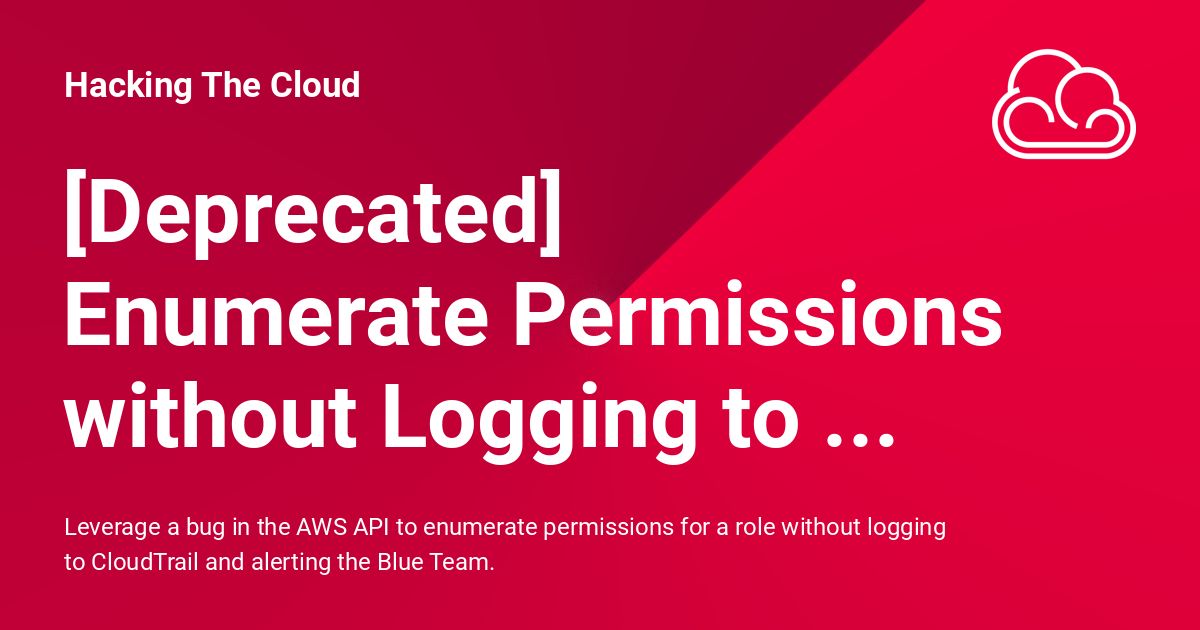 Hacking The Cloud
[Deprecated]
Enumerate Permissions
without Logging to ...
Leverage a bug in the AWS API to enumerate permissions for a role without logging
to CloudTrail and alerting the Blue Team.